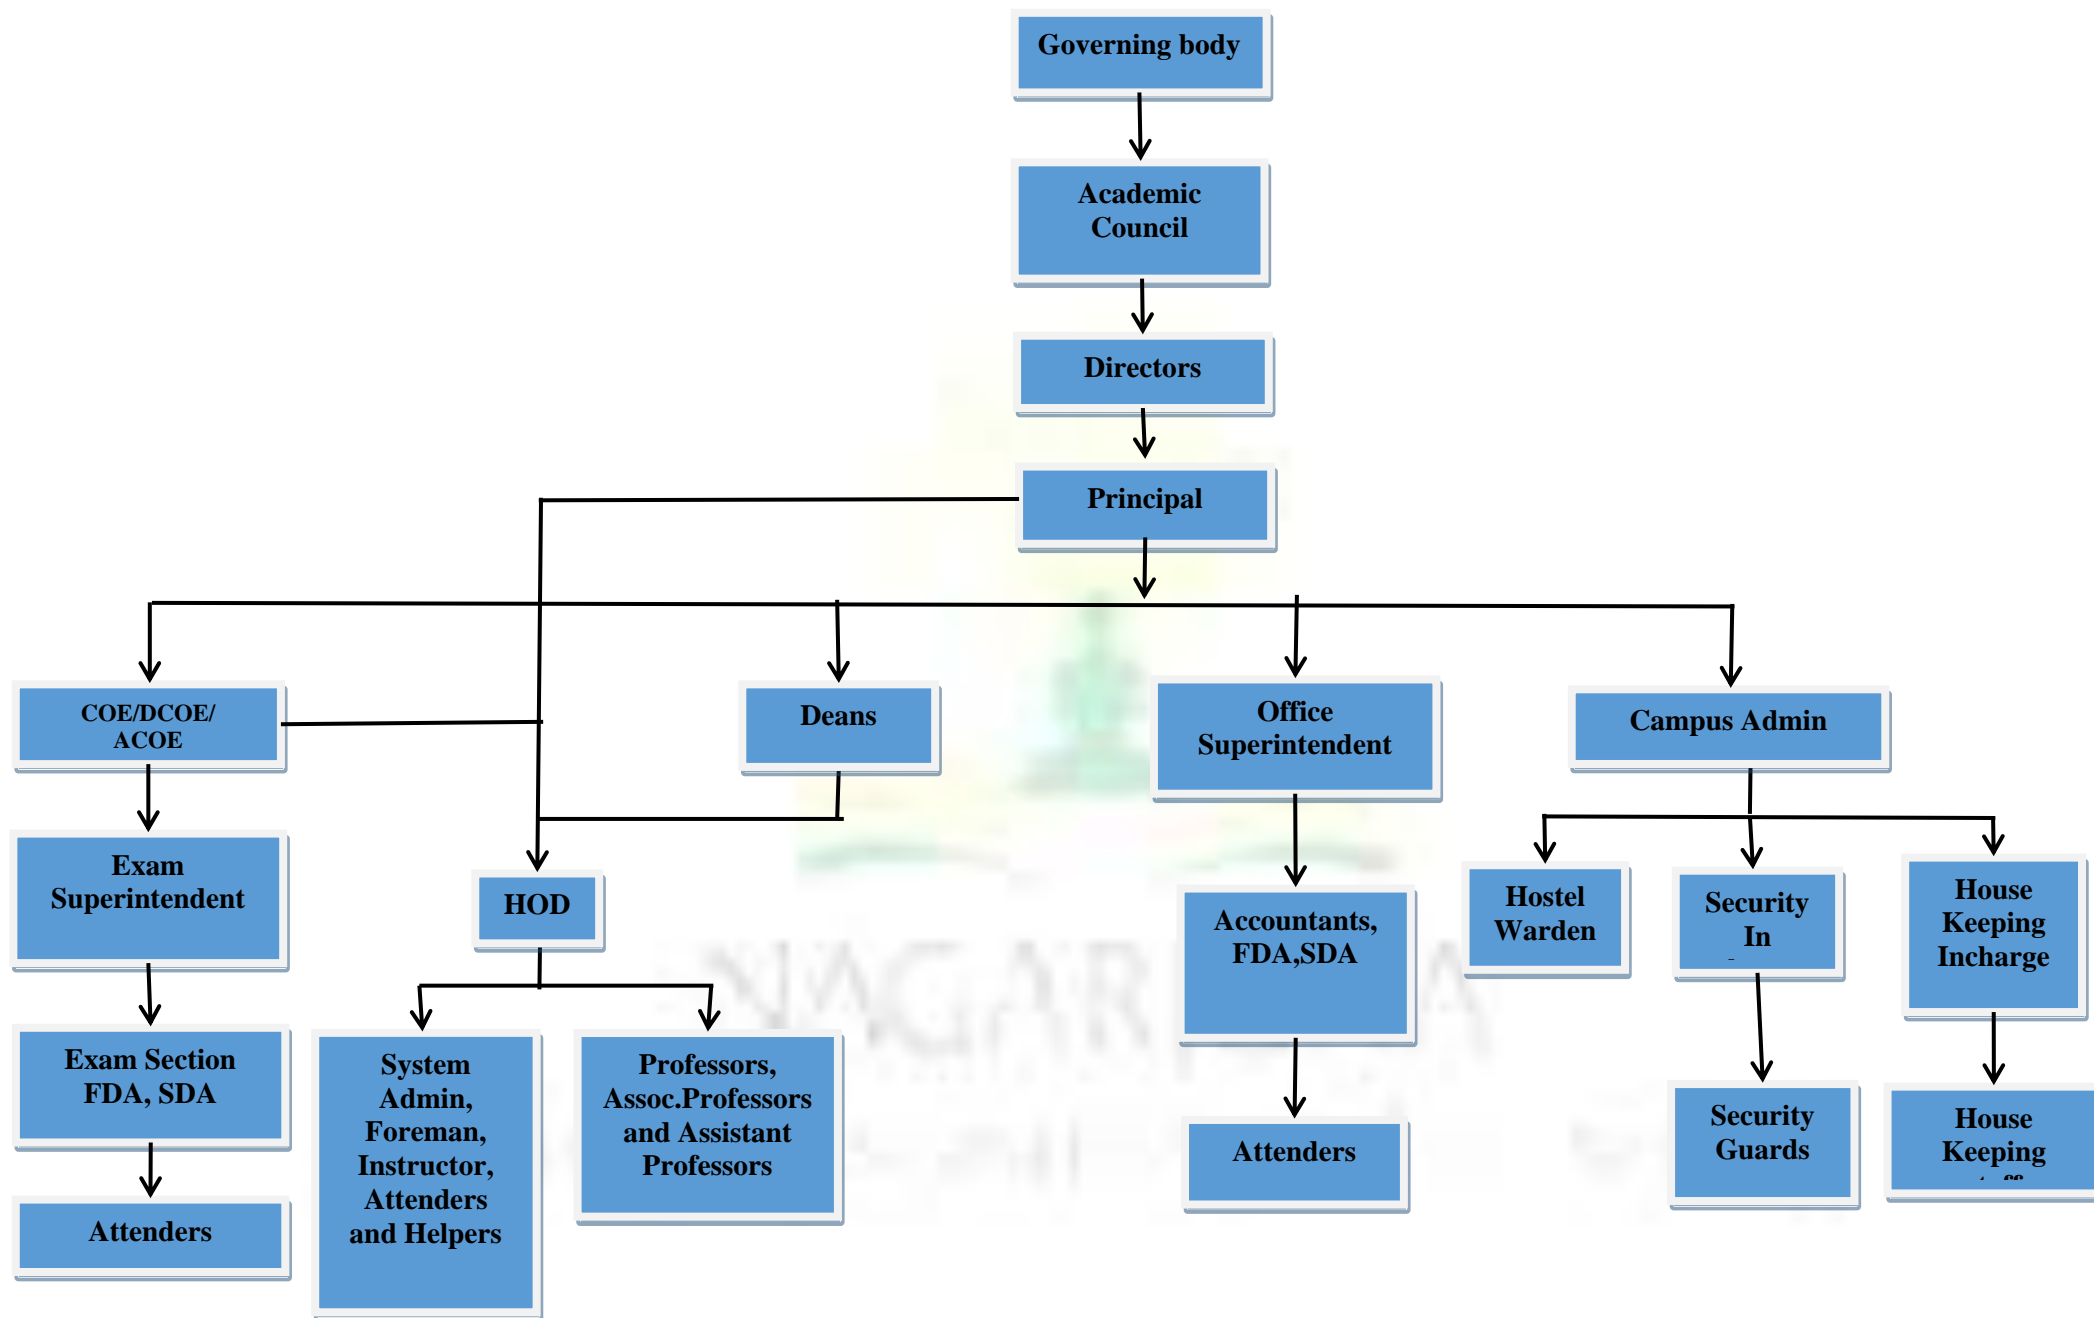 Governing body
Academic
Council
Directors
Principal
COE/DCOE/
ACOE
Deans
Office
Superintendent
Campus Admin
Exam
Superintendent
HOD
Accountants,
FDA,SDA
Hostel
Warden
Security
In
House
Keeping
Incharge
Exam Section
FDA, SDA
System
Admin,
Foreman,
Instructor,
Attenders
and Helpers
Professors,
Assoc.Professors
and Assistant
Professors
Attenders
Security
Guards
House
Keeping
Attenders